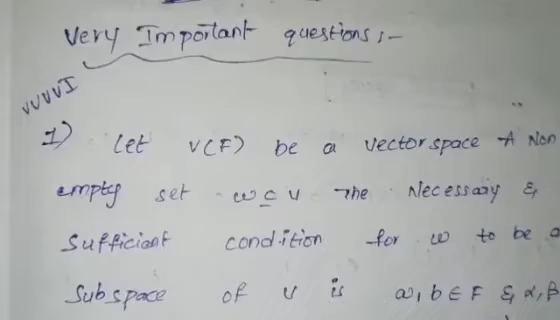 Very Important questions :-
VVVVI
1) Let V(F) be a vector space A Non
empty set w ⊆ V The Necessary &
Sufficient condition for w to be a
Subspace of V is a, b ∈ F & α, β